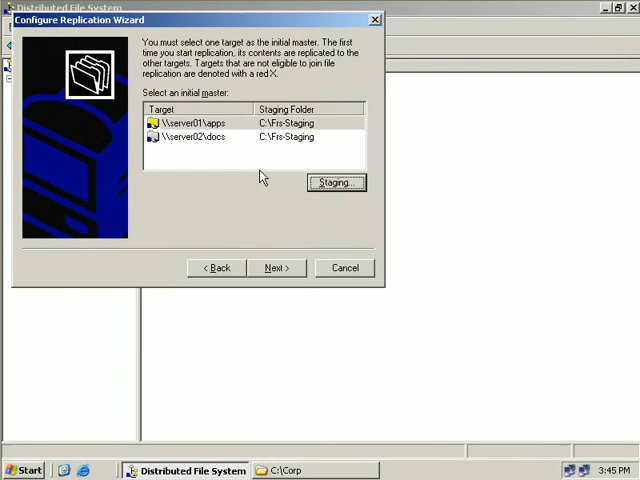 Distributed File System
Configure Replication Wizard
You must select one target as the initial master. The first
time you start replication, its contents are replicated to the
other targets. Targets that are not eligible to join file
replication are denoted with a red X.
Select an initial master:
Target Staging Folder
\\server01\apps C:\Frs-Staging
\\server02\docs C:\Frs-Staging
Staging...
< Back Next > Cancel
Start Distributed File System C:\Corp 3:45 PM